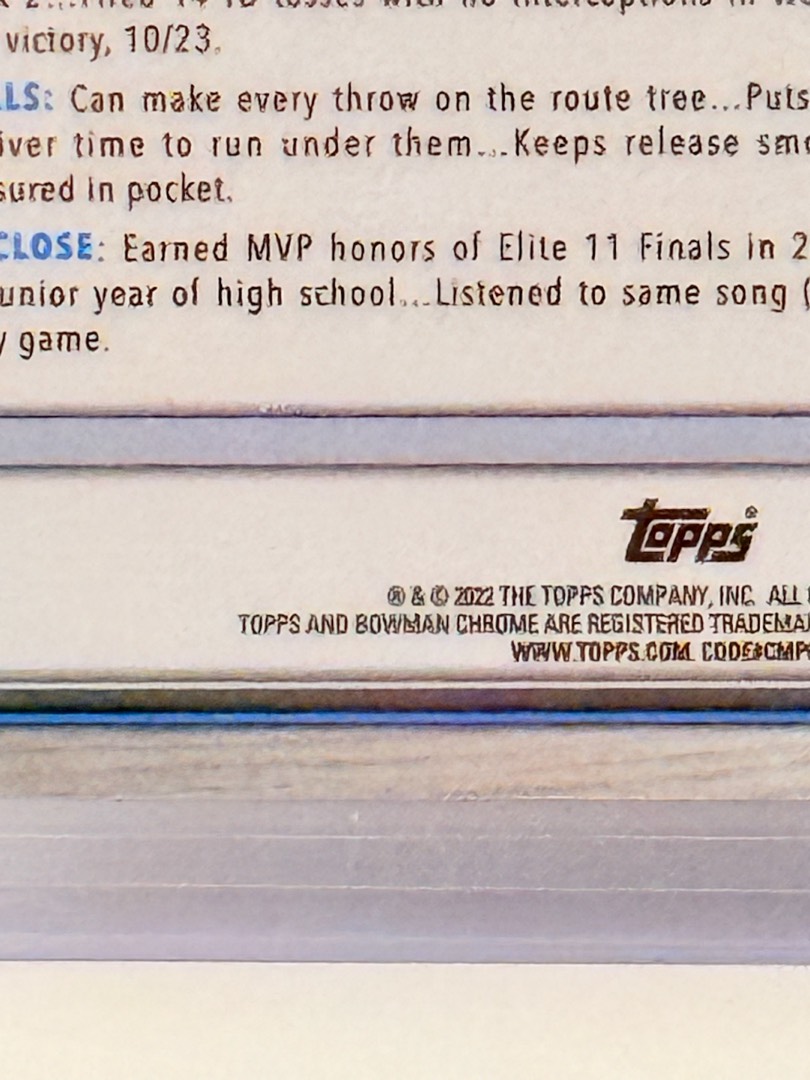 victory, 10/23.
LLS: Can make every throw on the route tree...Puts
iver time to run under them...Keeps release smo
sured in pocket.
CLOSE: Earned MVP honors of Elite 11 Finals in 2
unior year of high school...Listened to same song (
y game.
Topps®
® & © 2022 THE TOPPS COMPANY, INC. ALL
TOPPS AND BOWMAN CHROME ARE REGISTERED TRADEMA
WWW.TOPPS.COM CODE#CMP